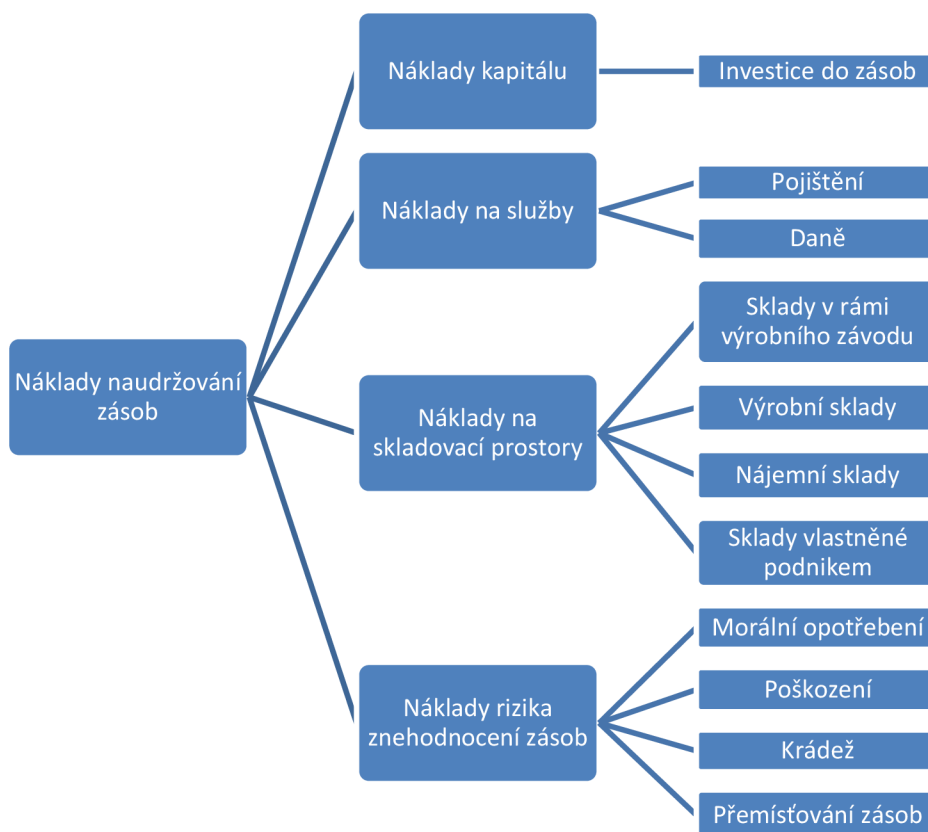 Náklady naudržování
zásob
Náklady kapitálu
Investice do zásob
Náklady na služby
Pojištění
Daně
Náklady na
skladovací prostory
Sklady v rámi
výrobního závodu
Výrobní sklady
Nájemní sklady
Sklady vlastněné
podnikem
Náklady rizika
znehodnocení zásob
Morální opotřebení
Poškození
Krádež
Přemísťování zásob